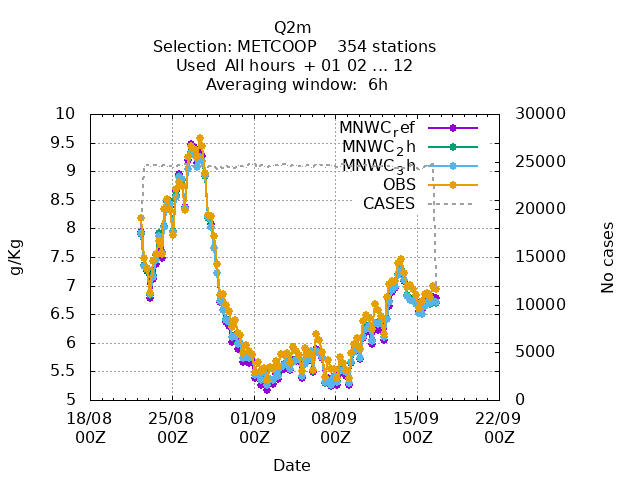 Q2m
Selection: METCOOP 354 stations
Used All hours + 01 02 ... 12
Averaging window: 6h
10
9.5
9
8.5
8
7.5
7
6.5
6
5.5
5
30000
25000
20000
15000
10000
5000
0
MNWC_ref
MNWC_2h
MNWC_3h
OBS
CASES
g/Kg
No cases
18/08 25/08 01/09 08/09 15/09 22/09
00Z 00Z 00Z 00Z 00Z 00Z
Date